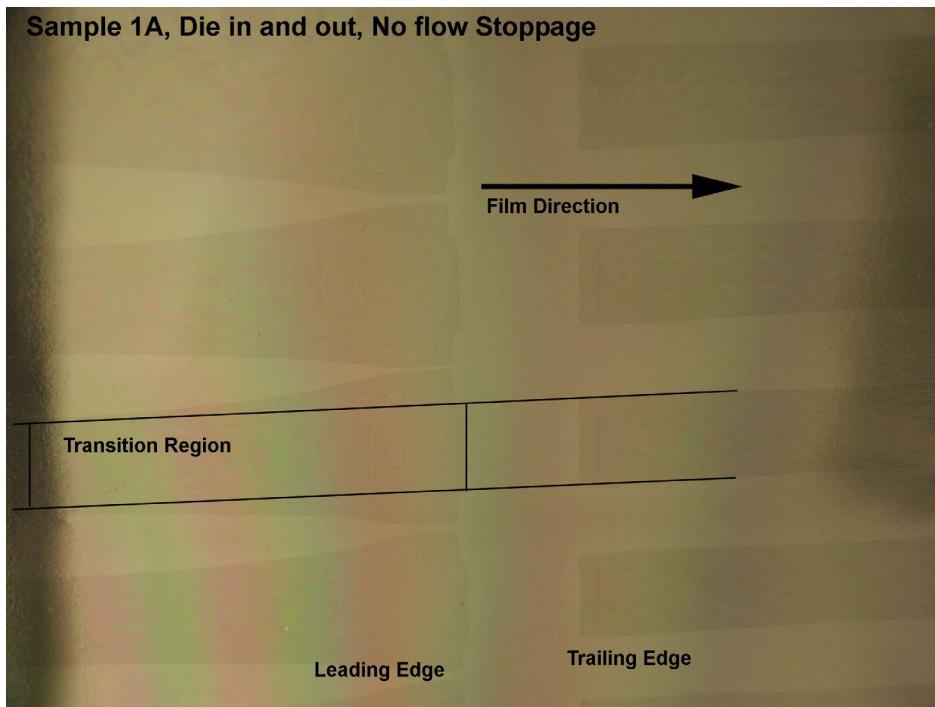 Sample 1A, Die in and out, No flow Stoppage
Film Direction
Transition Region
Leading Edge
Trailing Edge